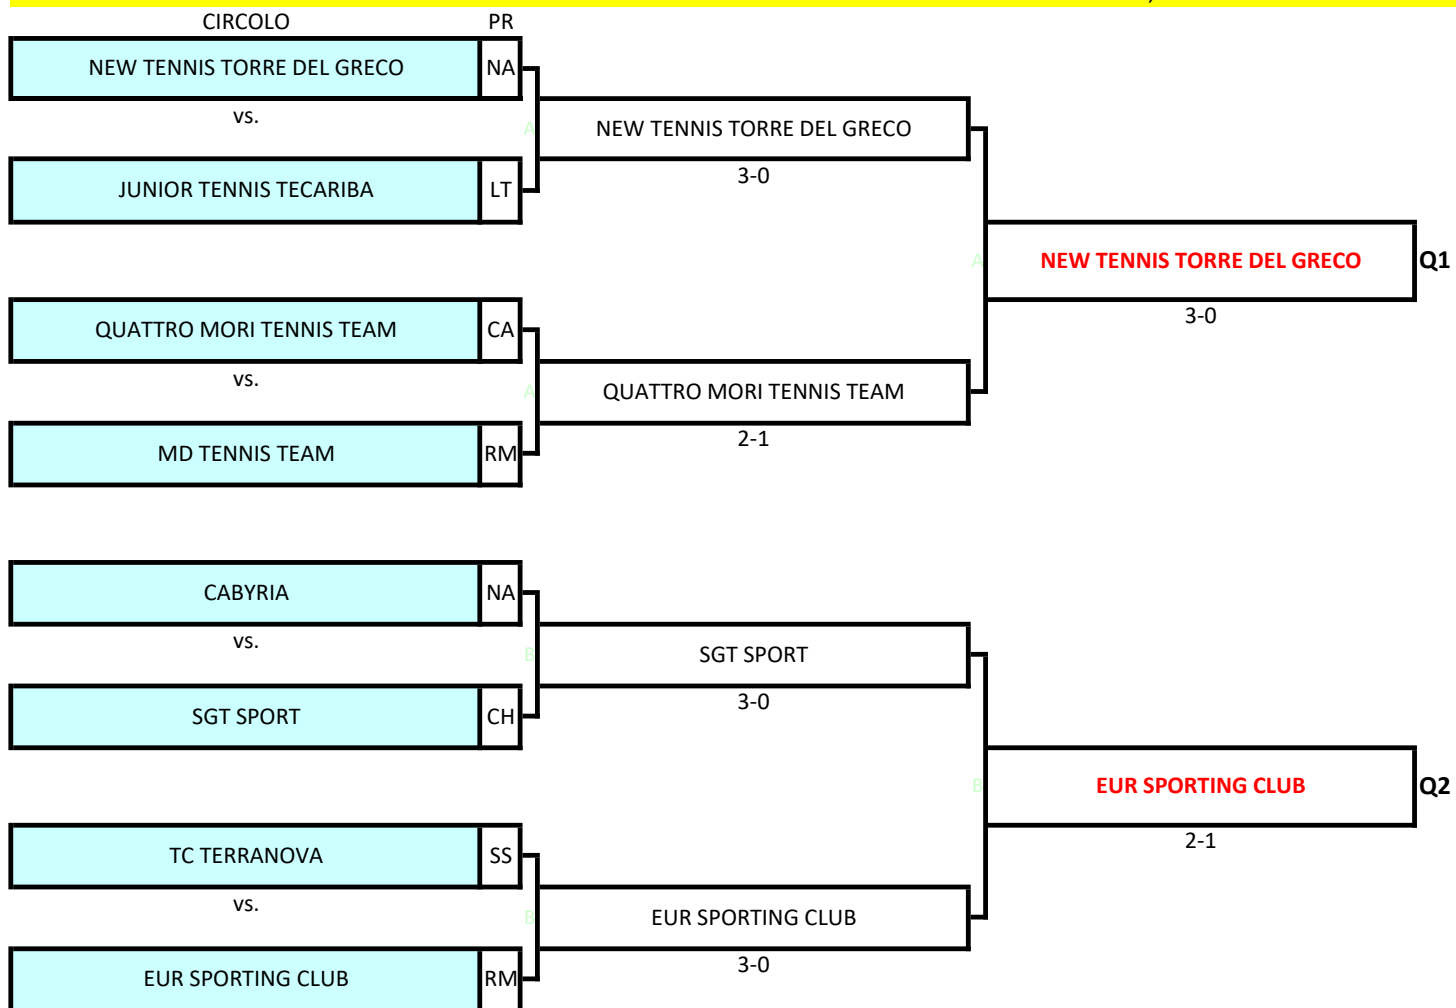 CIRCOLO PR
NEW TENNIS TORRE DEL GRECO NA
vs.
A NEW TENNIS TORRE DEL GRECO
3-0
JUNIOR TENNIS TECARIBA LT
A NEW TENNIS TORRE DEL GRECO Q1
3-0
QUATTRO MORI TENNIS TEAM CA
vs.
A QUATTRO MORI TENNIS TEAM
2-1
MD TENNIS TEAM RM
CABYRIA NA
vs.
B SGT SPORT
3-0
SGT SPORT CH
B EUR SPORTING CLUB Q2
2-1
TC TERRANOVA SS
vs.
B EUR SPORTING CLUB
3-0
EUR SPORTING CLUB RM